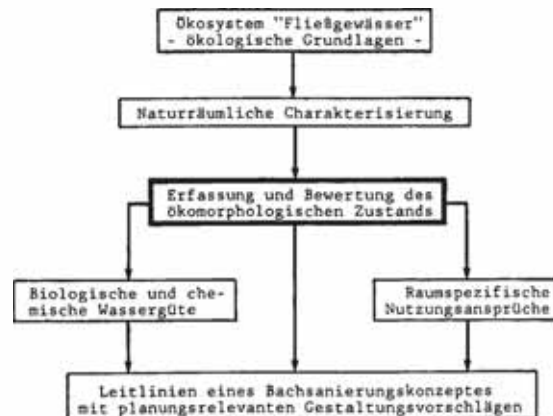 Ökosystem "Fließgewässer"
- ökologische Grundlagen -
Naturräumliche Charakterisierung
Erfassung und Bewertung des
ökomorphologischen Zustands
Biologische und che-
mische Wassergüte
Raumspezifische
Nutzungsansprüche
Leitlinien eines Bachsanierungskonzeptes
mit planungsrelevanten Gestaltungsvorschlägen